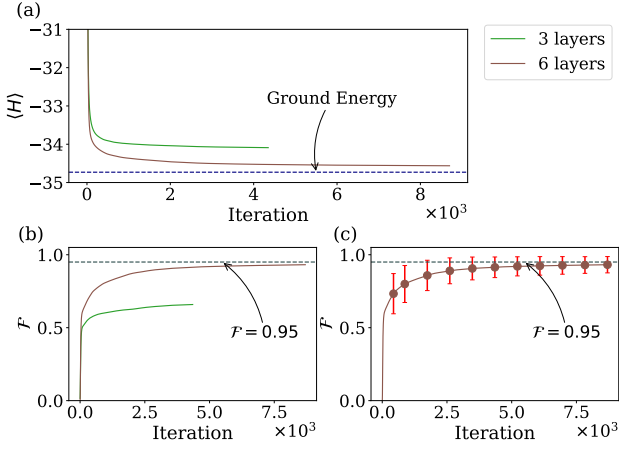 (a)
−31
−32
−33
−34
−35
⟨H⟩
Ground Energy
0 2 4 6 8
Iteration ×10³
3 layers
6 layers
(b)
1.0
0.5
0.0
ℱ
ℱ = 0.95
0.0 2.5 5.0 7.5
Iteration ×10³
(c)
1.0
0.5
0.0
ℱ
ℱ = 0.95
0.0 2.5 5.0 7.5
Iteration ×10³